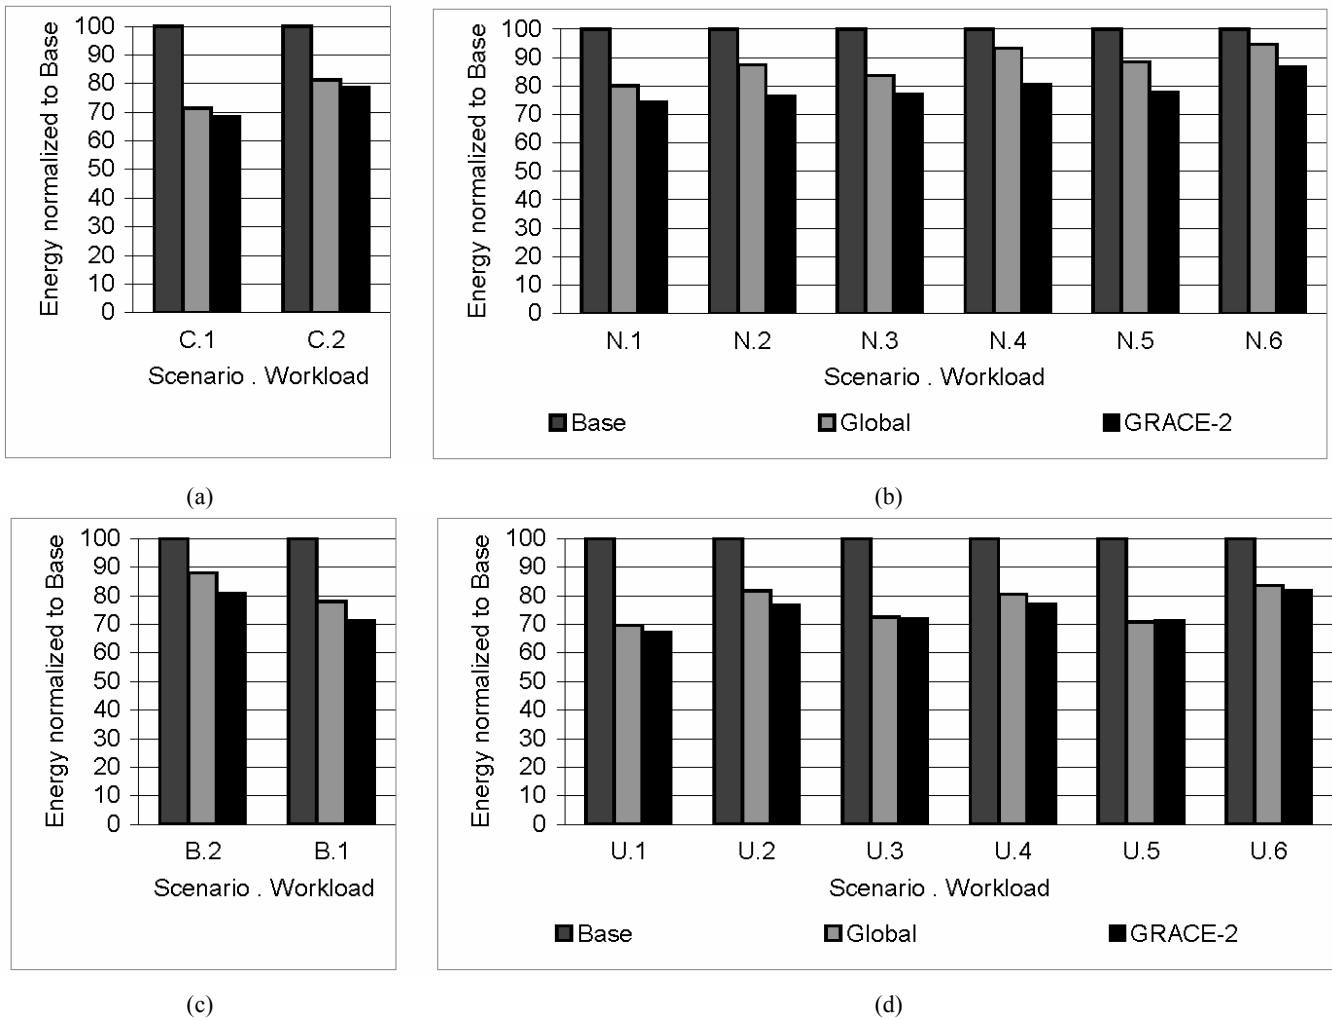 Energy normalized to Base
100
90
80
70
60
50
40
30
20
10
0
C.1 C.2
Scenario . Workload
(a)
Energy normalized to Base
100
90
80
70
60
50
40
30
20
10
0
N.1 N.2 N.3 N.4 N.5 N.6
Scenario . Workload
Base Global GRACE-2
(b)
Energy normalized to Base
100
90
80
70
60
50
40
30
20
10
0
B.2 B.1
Scenario . Workload
(c)
Energy normalized to Base
100
90
80
70
60
50
40
30
20
10
0
U.1 U.2 U.3 U.4 U.5 U.6
Scenario . Workload
Base Global GRACE-2
(d)